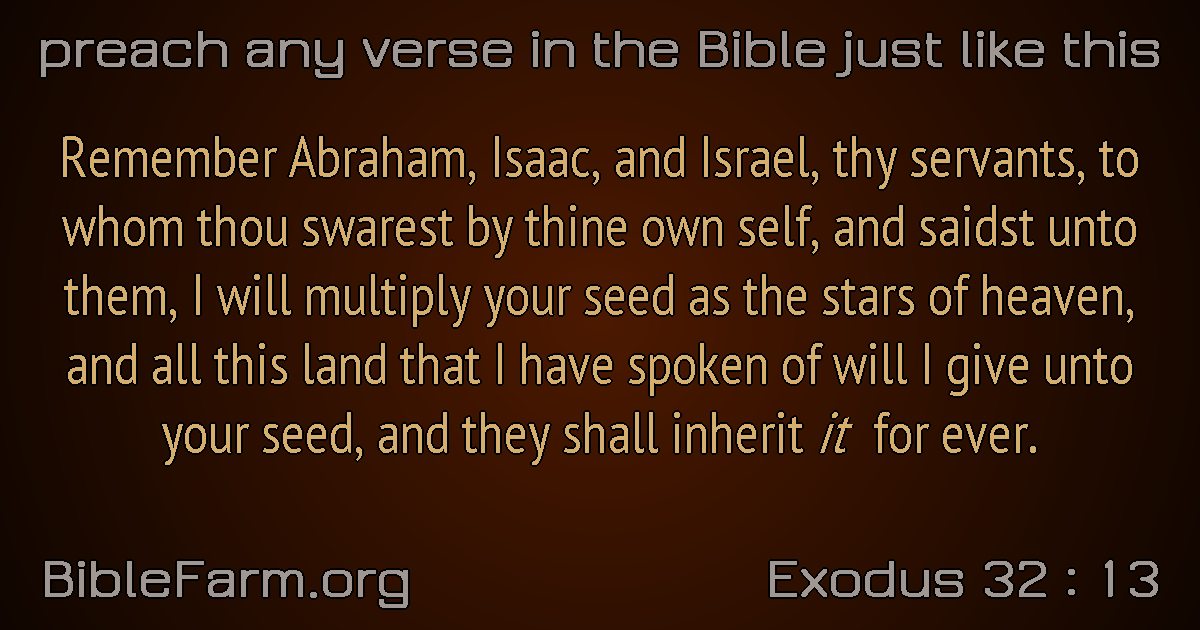 preach any verse in the Bible just like this
Remember Abraham, Isaac, and Israel, thy servants, to
whom thou swarest by thine own self, and saidst unto
them, I will multiply your seed as the stars of heaven,
and all this land that I have spoken of will I give unto
your seed, and they shall inherit it for ever.
BibleFarm.org
Exodus 32 : 13